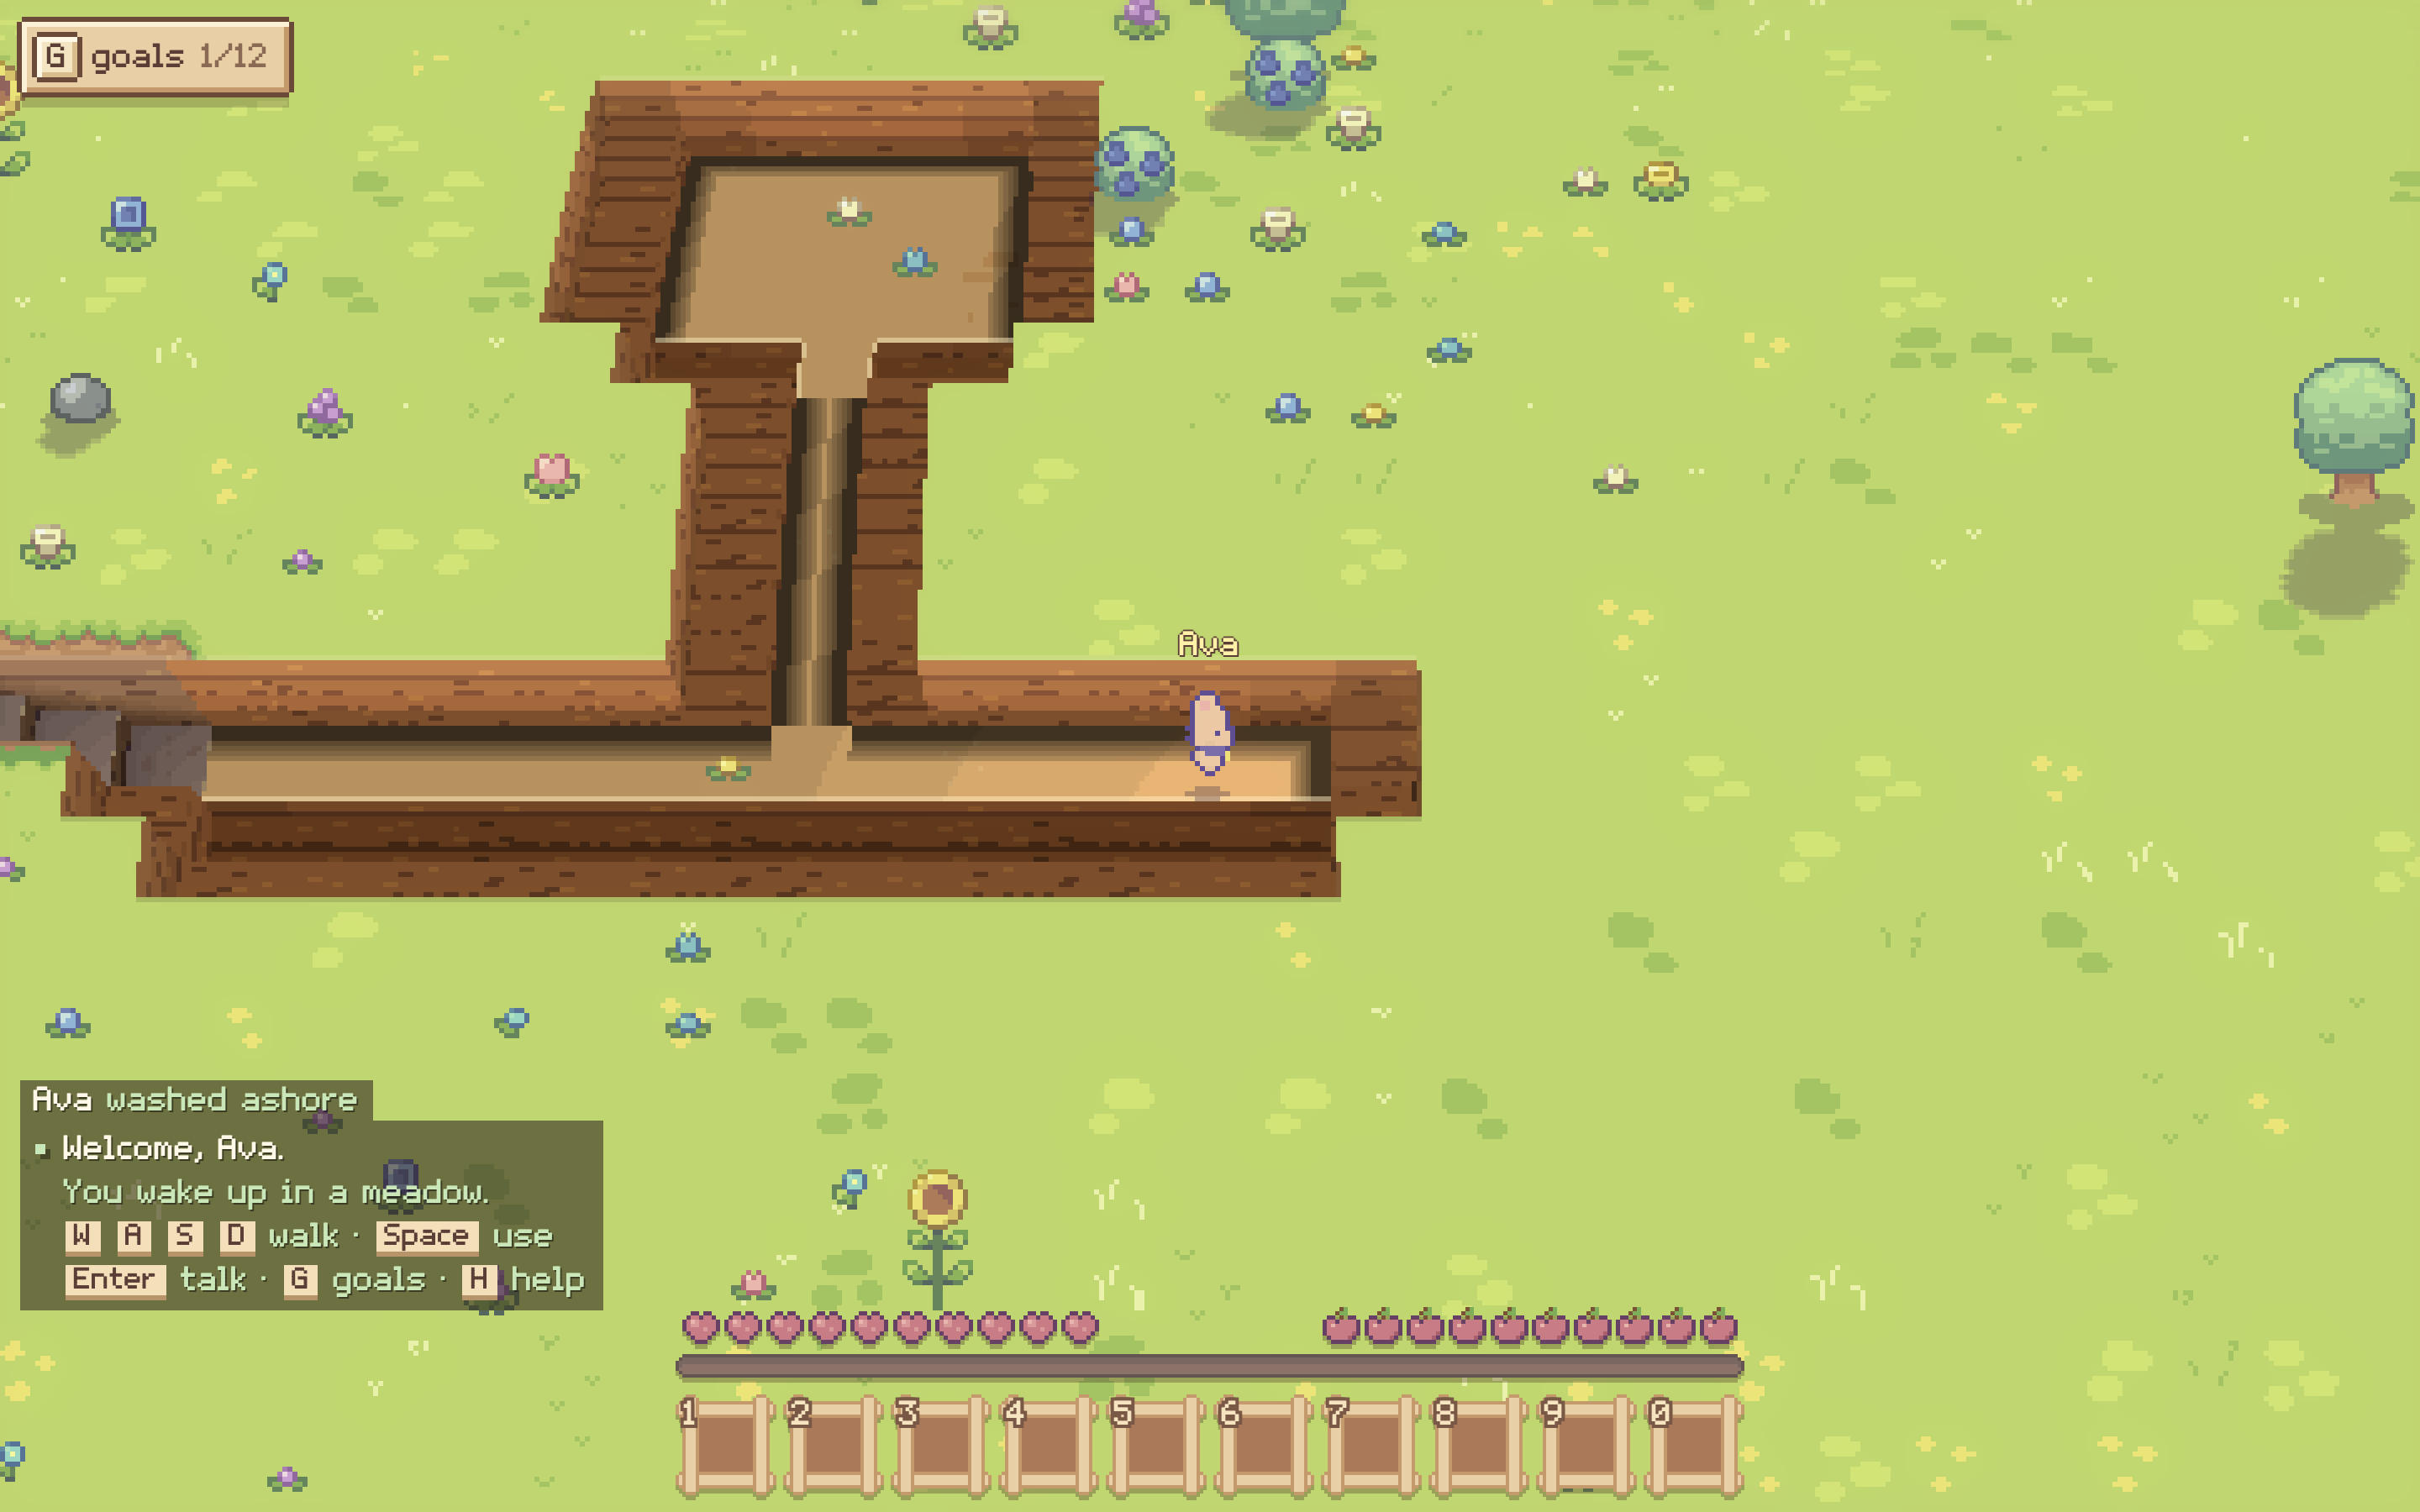 G goals 1/12
Ava
Ava washed ashore
Welcome, Ava.
You wake up in a meadow.
W A S D walk · Space use
Enter talk · G goals · H help
1 2 3 4 5 6 7 8 9 0